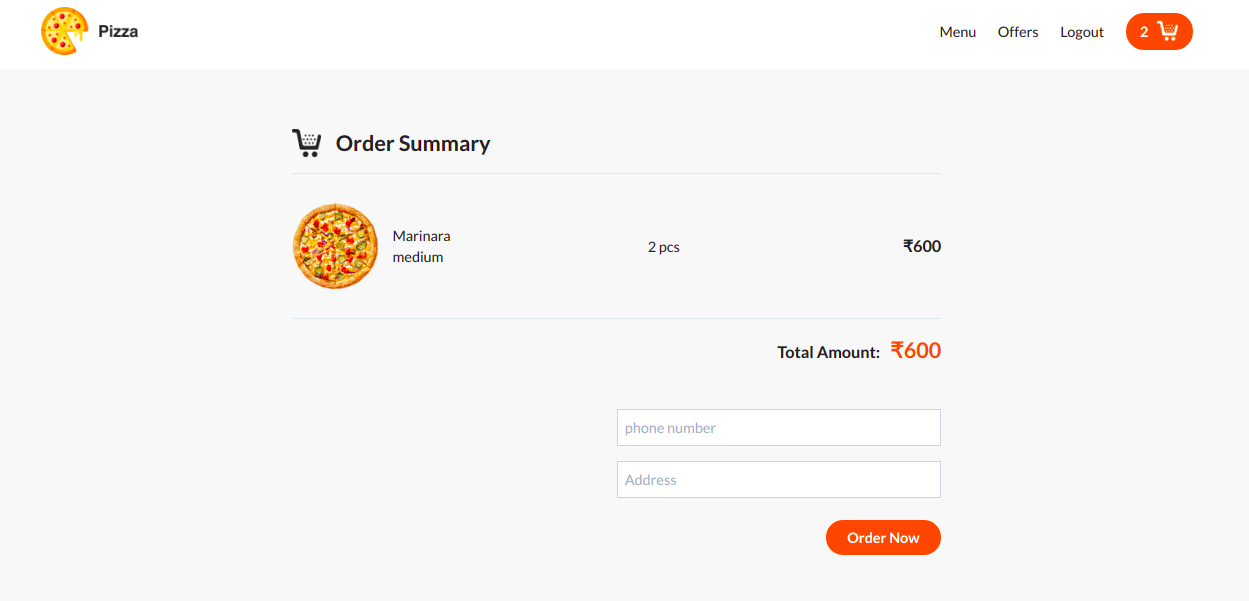 Pizza
Menu Offers Logout 2
Order Summary
Marinara
medium
2 pcs
₹600
Total Amount: ₹600
phone number
Address
Order Now